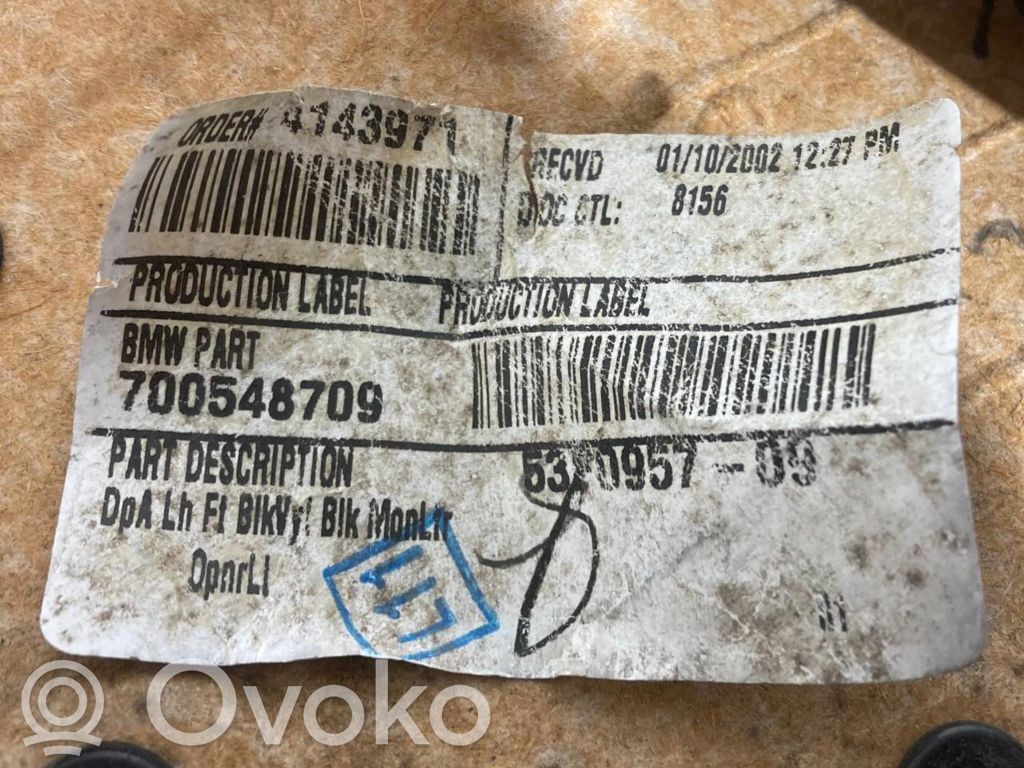 ORDER# 4143971
RECVD 01/10/2002 12:27 PM
DOC CTL: 8156
PRODUCTION LABEL PRODUCTION LABEL
BMW PART
700548709
PART DESCRIPTION
DpA Lh Ft BlkVyl Blk MonLtr
OpnrLl
Ovoko